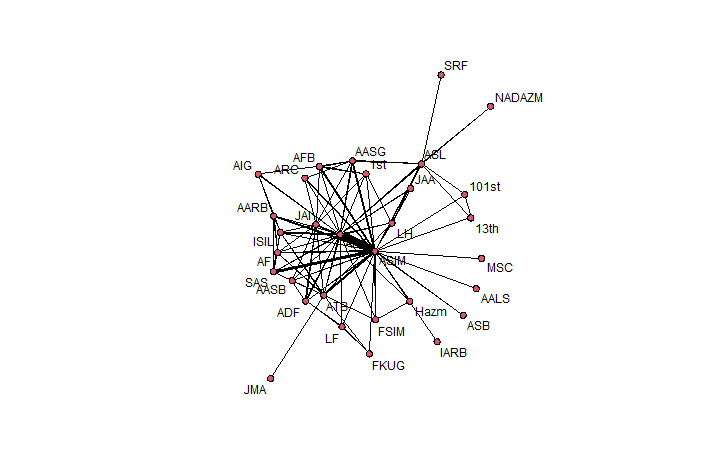 SRF
NADAZM
AASG
ASL
AFB
1st
AIG
ARC
JAA
101st
AARB
JAN
LH
13th
ISIL
AF
ASIM
MSC
SAS
AASB
AALS
ATB
Hazm
ADF
ASB
FSIM
LF
IARB
FKUG
JMA